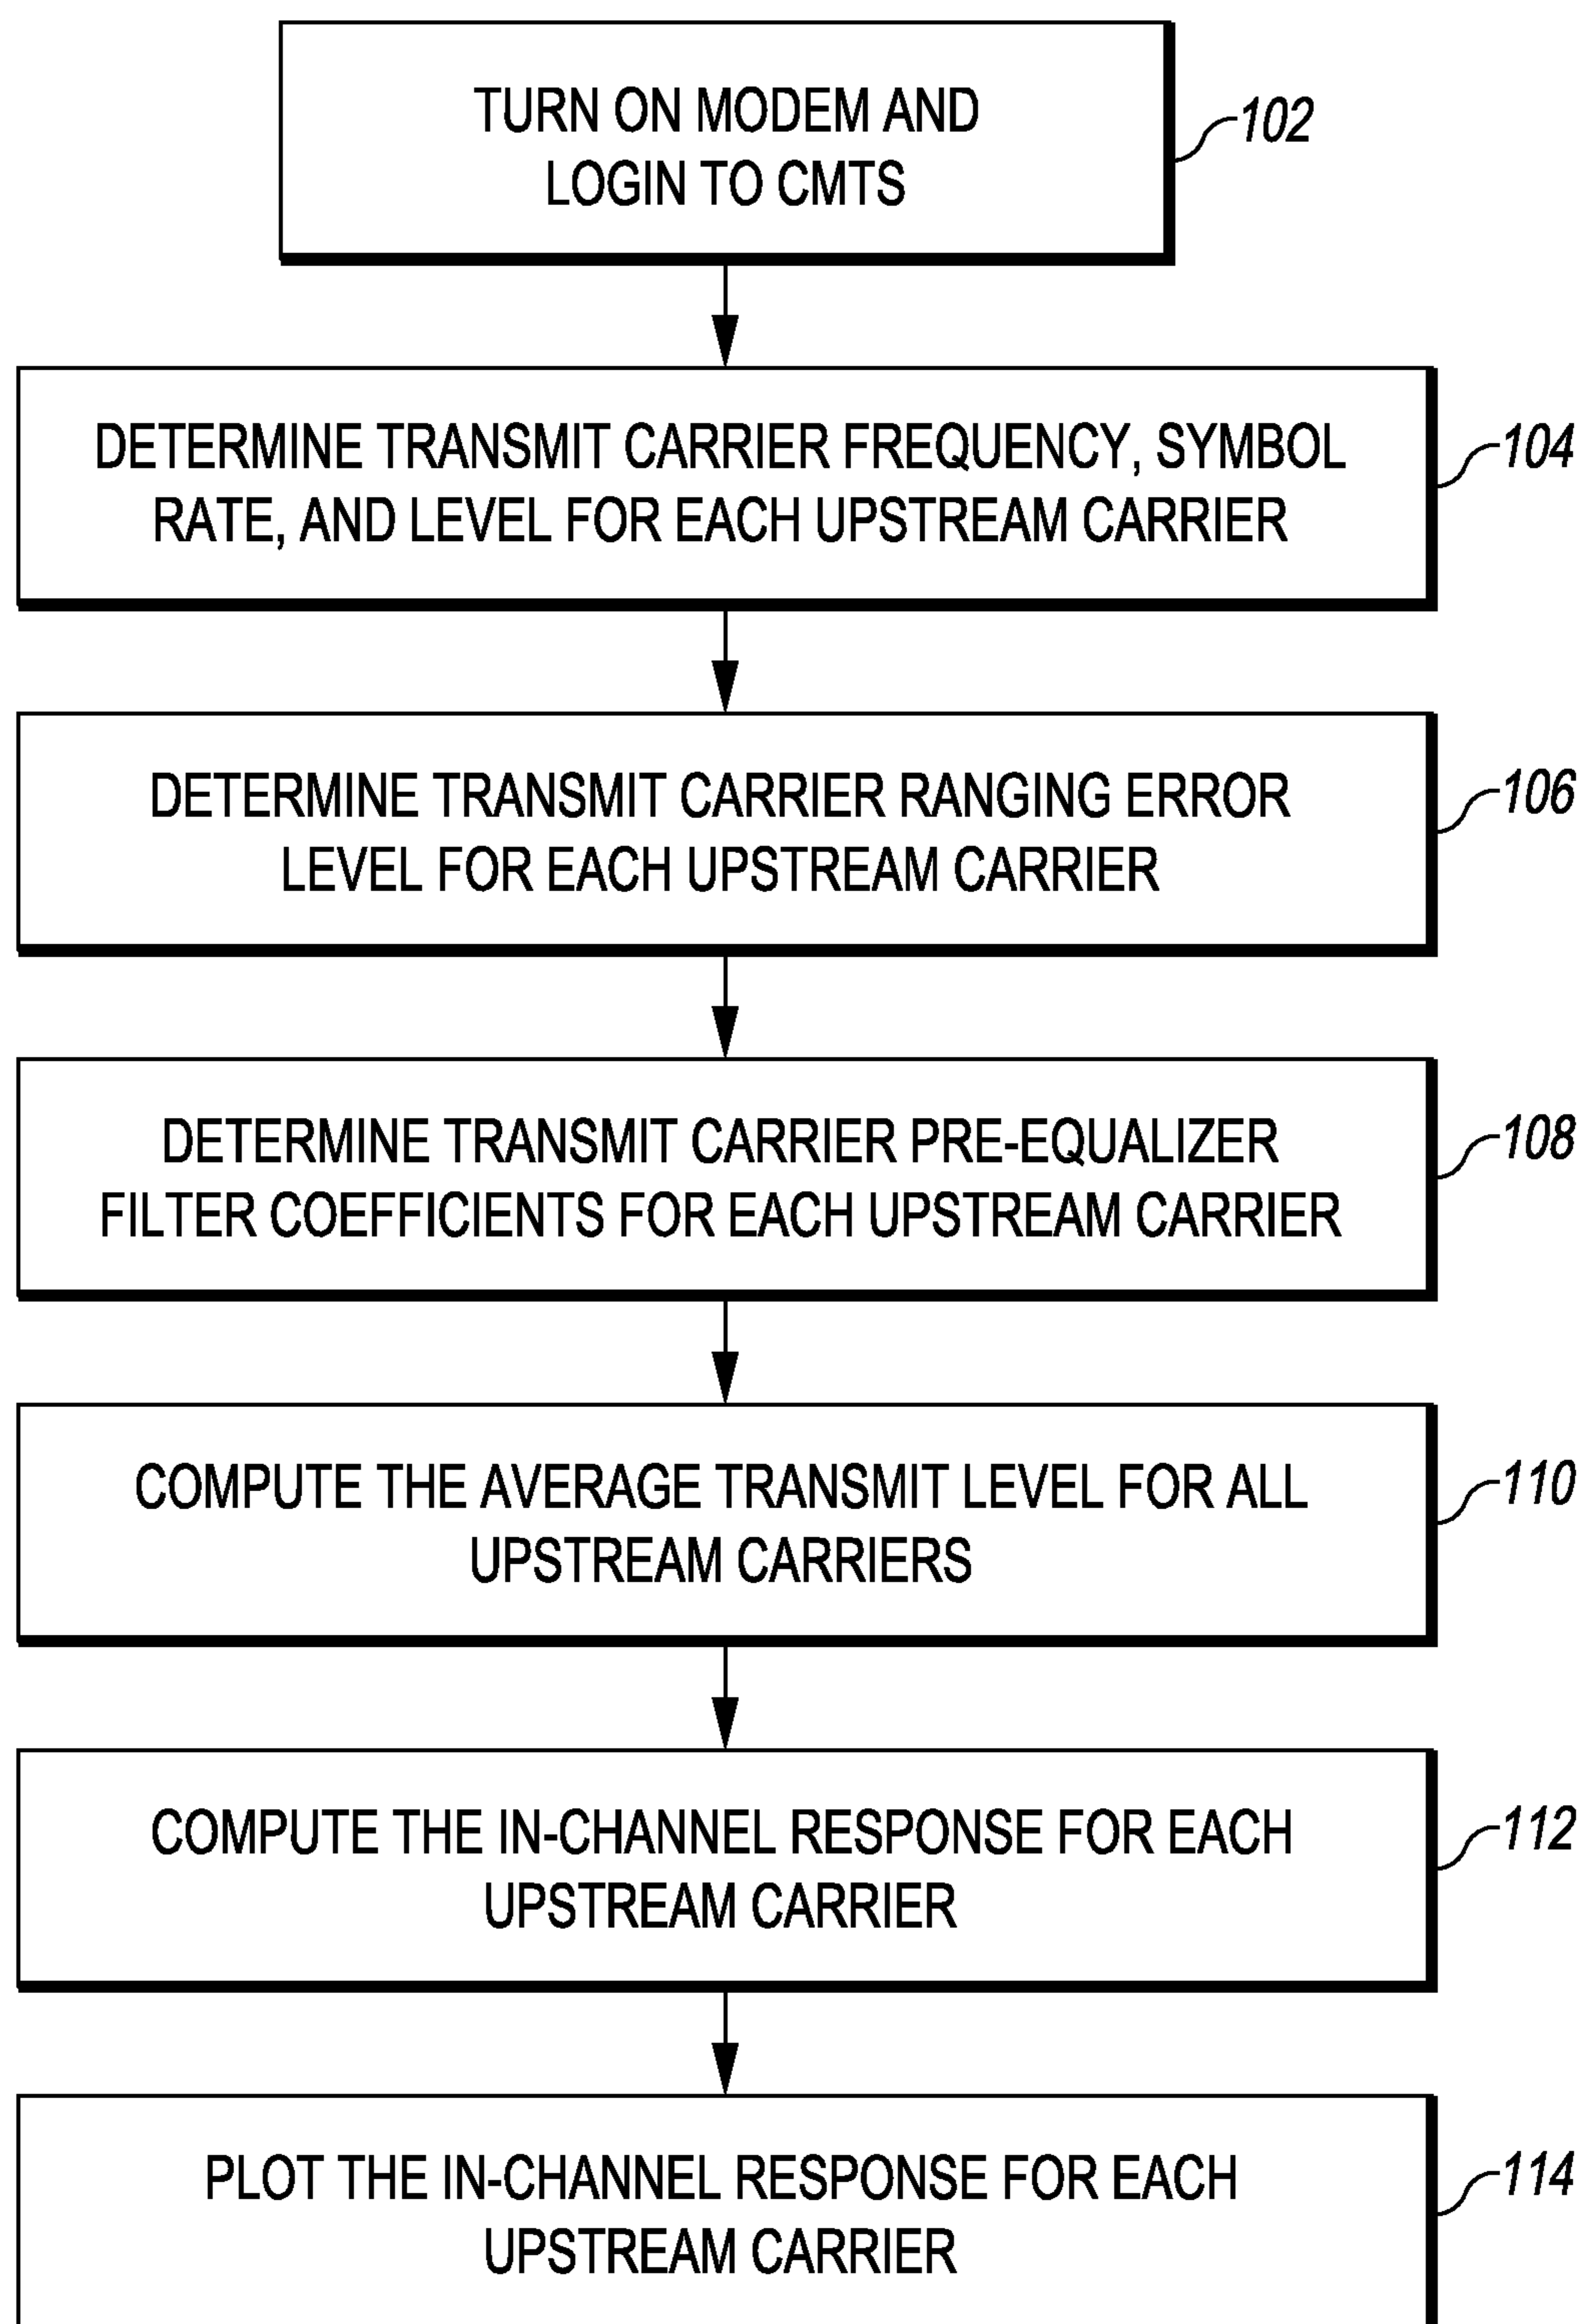 TURN ON MODEM AND
LOGIN TO CMTS
102
DETERMINE TRANSMIT CARRIER FREQUENCY, SYMBOL
RATE, AND LEVEL FOR EACH UPSTREAM CARRIER
104
DETERMINE TRANSMIT CARRIER RANGING ERROR
LEVEL FOR EACH UPSTREAM CARRIER
106
DETERMINE TRANSMIT CARRIER PRE-EQUALIZER
FILTER COEFFICIENTS FOR EACH UPSTREAM CARRIER
108
COMPUTE THE AVERAGE TRANSMIT LEVEL FOR ALL
UPSTREAM CARRIERS
110
COMPUTE THE IN-CHANNEL RESPONSE FOR EACH
UPSTREAM CARRIER
112
PLOT THE IN-CHANNEL RESPONSE FOR EACH
UPSTREAM CARRIER
114